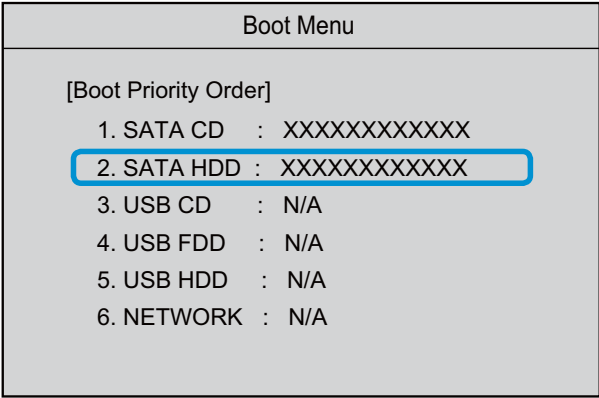 Boot Menu
[Boot Priority Order]
1. SATA CD : XXXXXXXXXXXX
2. SATA HDD : XXXXXXXXXXXX
3. USB CD : N/A
4. USB FDD : N/A
5. USB HDD : N/A
6. NETWORK : N/A